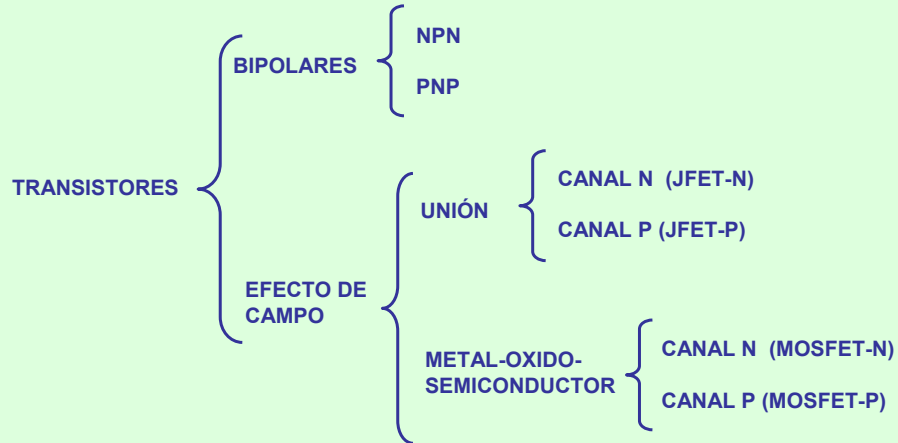 TRANSISTORES
BIPOLARES
NPN
PNP
EFECTO DE
CAMPO
UNIÓN
CANAL N (JFET-N)
CANAL P (JFET-P)
METAL-OXIDO-
SEMICONDUCTOR
CANAL N (MOSFET-N)
CANAL P (MOSFET-P)